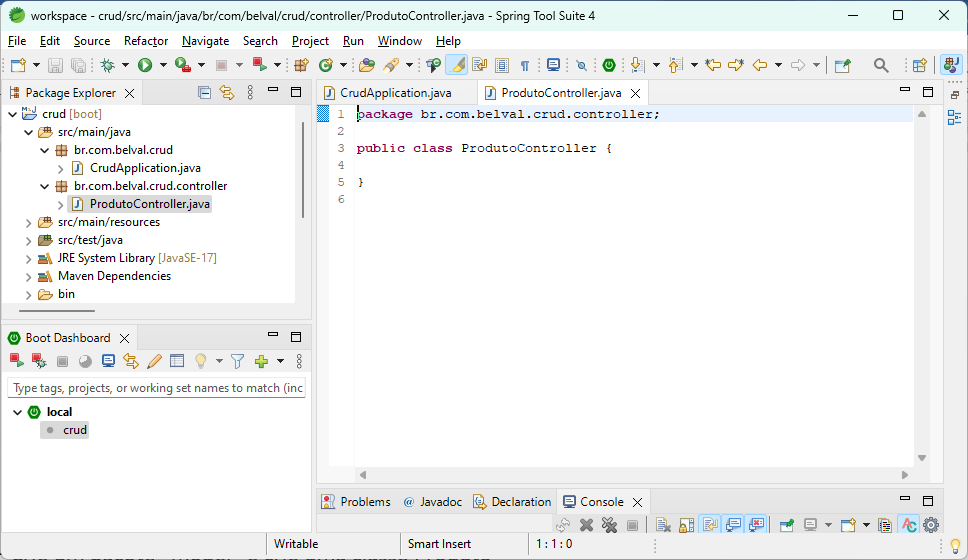 workspace - crud/src/main/java/br/com/belval/crud/controller/ProdutoController.java - Spring Tool Suite 4
File Edit Source Refactor Navigate Search Project Run Window Help
Package Explorer
crud [boot]
src/main/java
br.com.belval.crud
CrudApplication.java
br.com.belval.crud.controller
ProdutoController.java
src/main/resources
src/test/java
JRE System Library [JavaSE-17]
Maven Dependencies
bin
Boot Dashboard
Type tags, projects, or working set names to match (inc
local
crud
CrudApplication.java ProdutoController.java
1 package br.com.belval.crud.controller;
2
3 public class ProdutoController {
4
5 }
6
Problems @ Javadoc Declaration Console
Writable Smart Insert 1 : 1 : 0